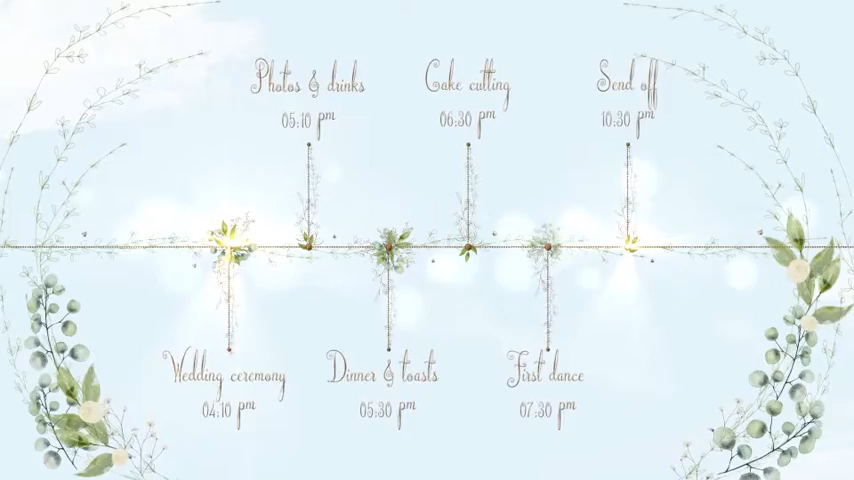 Photos & drinks
05:10 pm
Cake cutting
06:30 pm
Send off
10:30 pm
Wedding ceremony
04:10 pm
Dinner & toasts
05:30 pm
First dance
07:30 pm